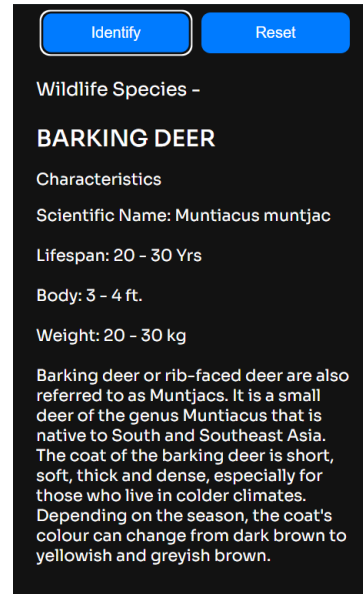 Identify Reset
Wildlife Species -
BARKING DEER
Characteristics
Scientific Name: Muntiacus muntjac
Lifespan: 20 - 30 Yrs
Body: 3 - 4 ft.
Weight: 20 - 30 kg
Barking deer or rib-faced deer are also
referred to as Muntjacs. It is a small
deer of the genus Muntiacus that is
native to South and Southeast Asia.
The coat of the barking deer is short,
soft, thick and dense, especially for
those who live in colder climates.
Depending on the season, the coat's
colour can change from dark brown to
yellowish and greyish brown.